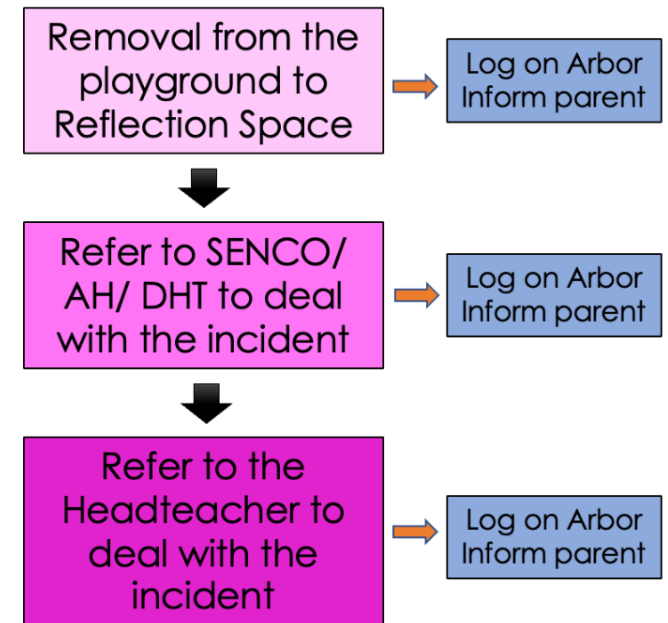 Removal from the
playground to
Reflection Space
Log on Arbor
Inform parent
Refer to SENCO/
AH/ DHT to deal
with the incident
Log on Arbor
Inform parent
Refer to the
Headteacher to
deal with the
incident
Log on Arbor
Inform parent